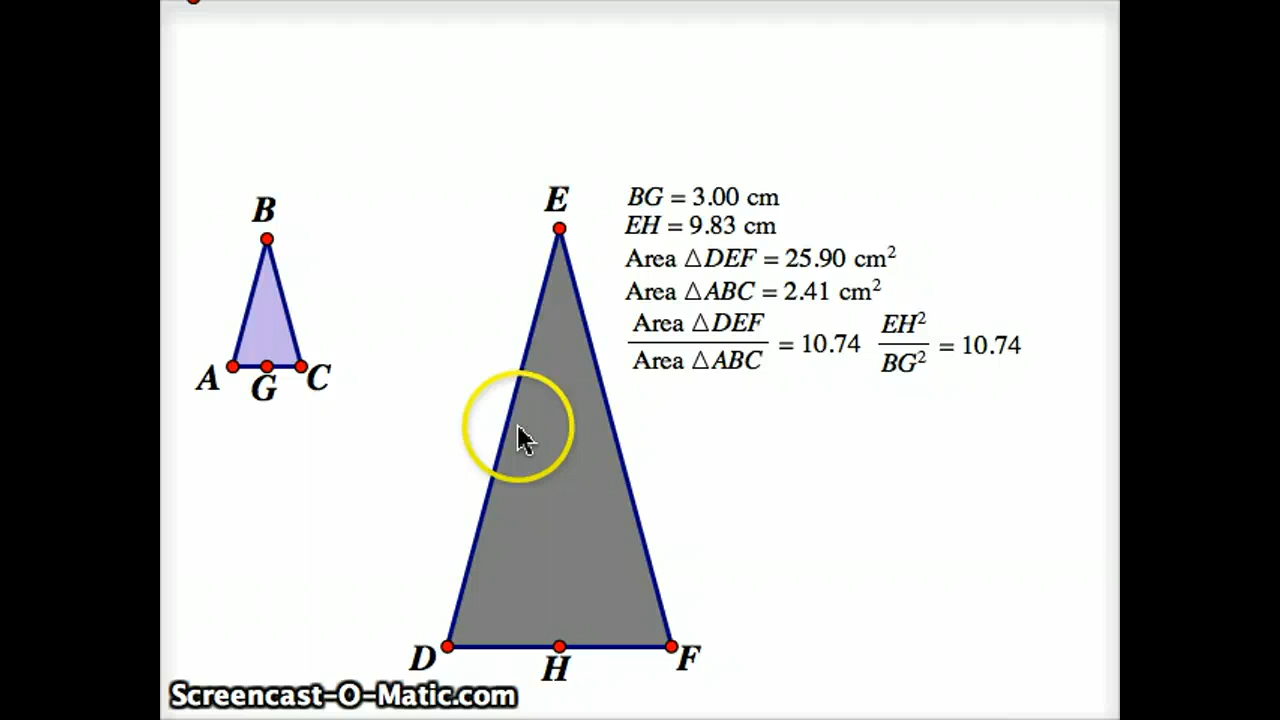 B
E
A
G
C
BG = 3.00 cm
EH = 9.83 cm
Area △DEF = 25.90 cm²
Area △ABC = 2.41 cm²
Area △DEF / Area △ABC = 10.74 EH² / BG² = 10.74
D
H
F
Screencast-O-Matic.com